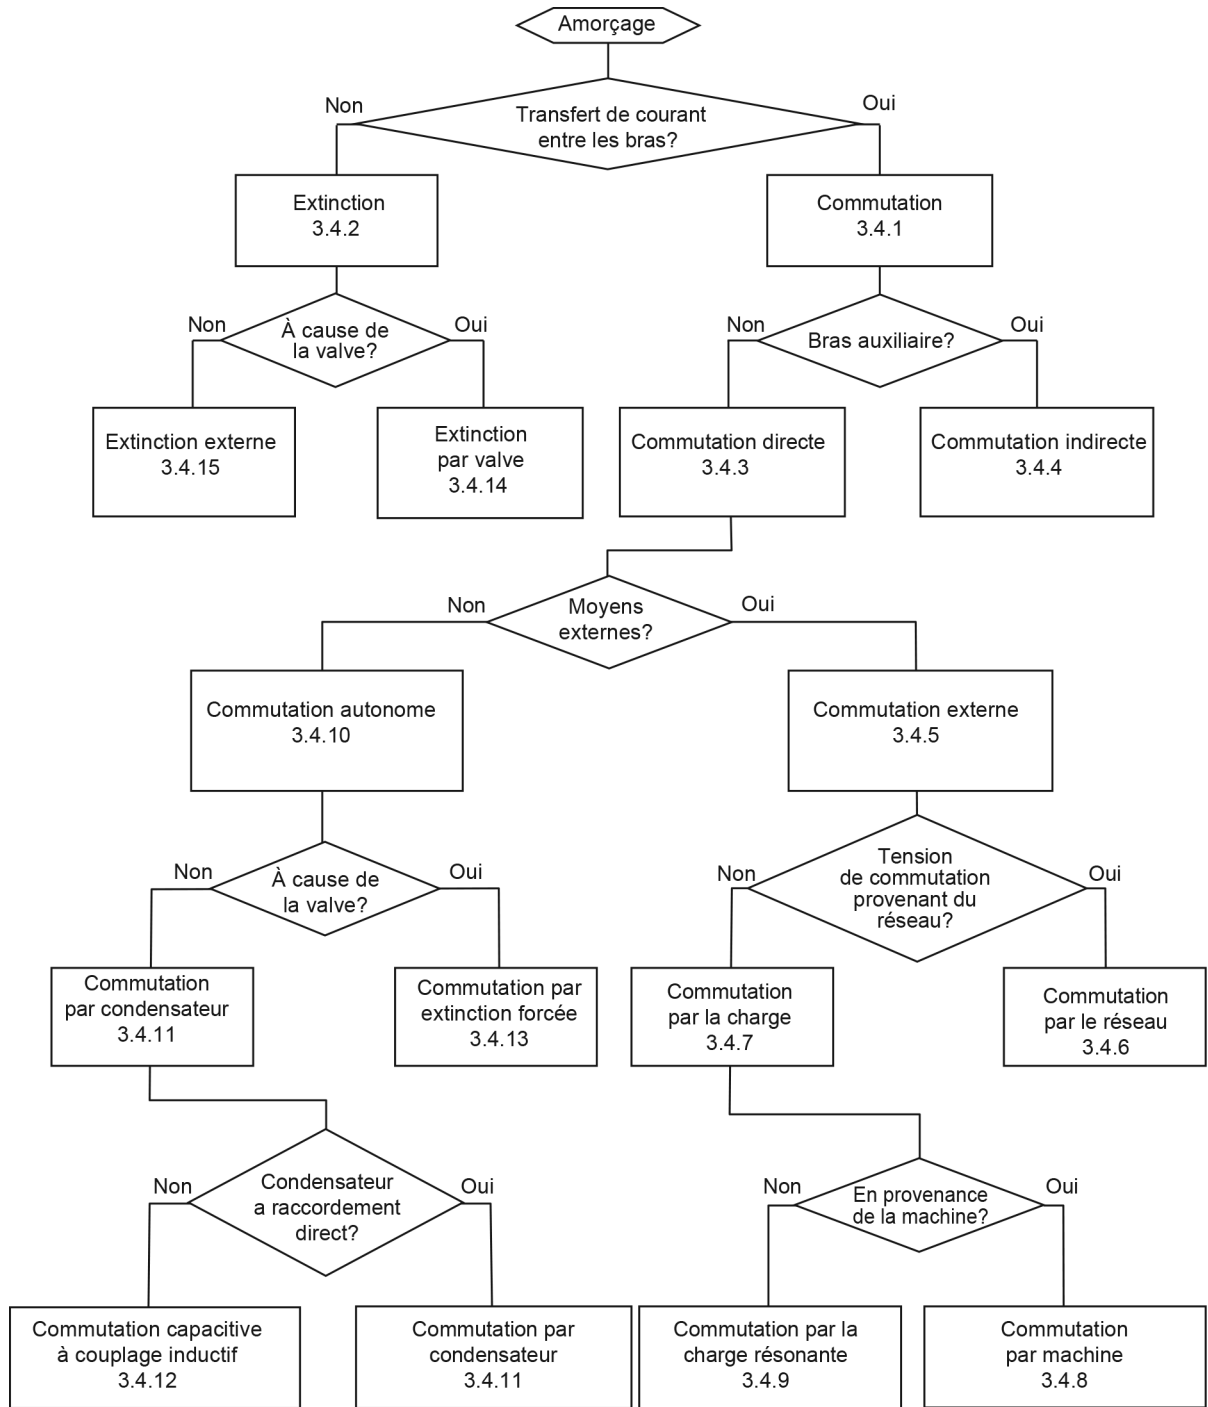 Amorçage
Non
Oui
Transfert de courant
entre les bras?
Extinction
3.4.2
Commutation
3.4.1
Non
À cause de
la valve?
Oui
Non
Bras auxiliaire?
Oui
Extinction externe
3.4.15
Extinction
par valve
3.4.14
Commutation directe
3.4.3
Commutation indirecte
3.4.4
Non
Moyens
externes?
Oui
Commutation autonome
3.4.10
Commutation externe
3.4.5
Non
À cause de
la valve?
Oui
Non
Tension
de commutation
provenant du
réseau?
Oui
Commutation
par condensateur
3.4.11
Commutation par
extinction forcée
3.4.13
Commutation
par la charge
3.4.7
Commutation
par le réseau
3.4.6
Non
Condensateur
a raccordement
direct?
Oui
Non
En provenance
de la machine?
Oui
Commutation capacitive
à couplage inductif
3.4.12
Commutation par
condensateur
3.4.11
Commutation par la
charge résonante
3.4.9
Commutation
par machine
3.4.8